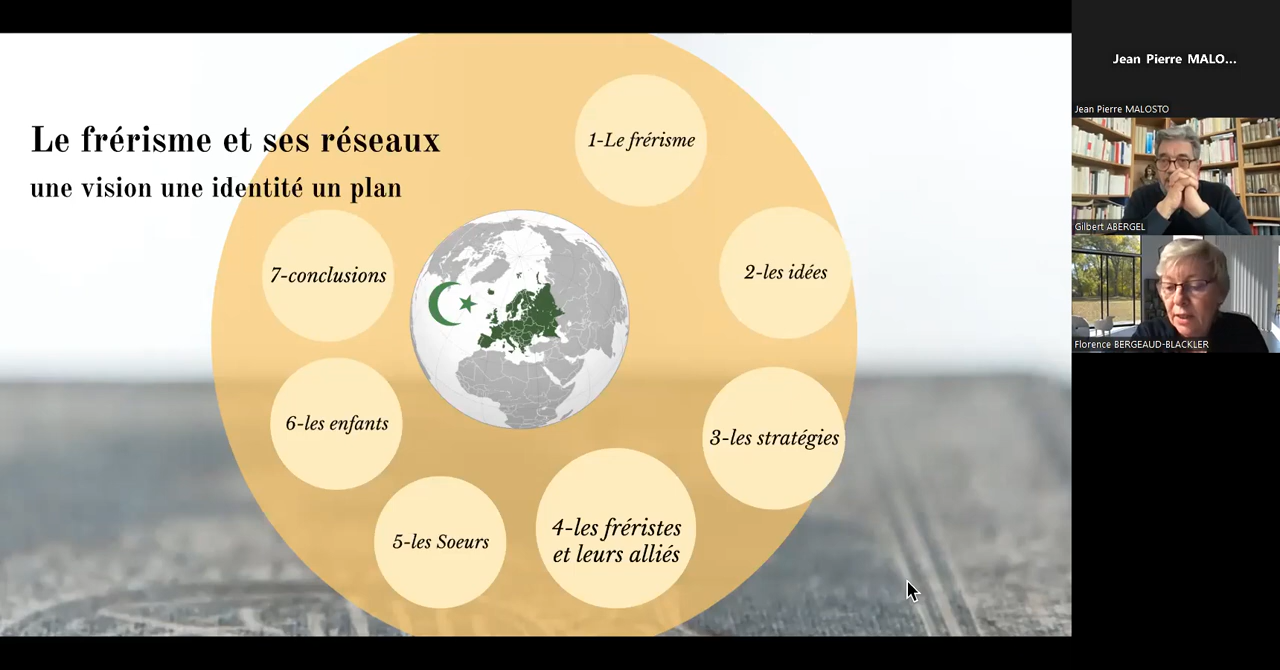 Le frérisme et ses réseaux
une vision une identité un plan
1-Le frérisme
2-les idées
3-les stratégies
4-les fréristes
et leurs alliés
5-les Soeurs
6-les enfants
7-conclusions
Jean Pierre MALO...
Jean Pierre MALOSTO
Gilbert ABERGEL
Florence BERGEAUD-BLACKLER